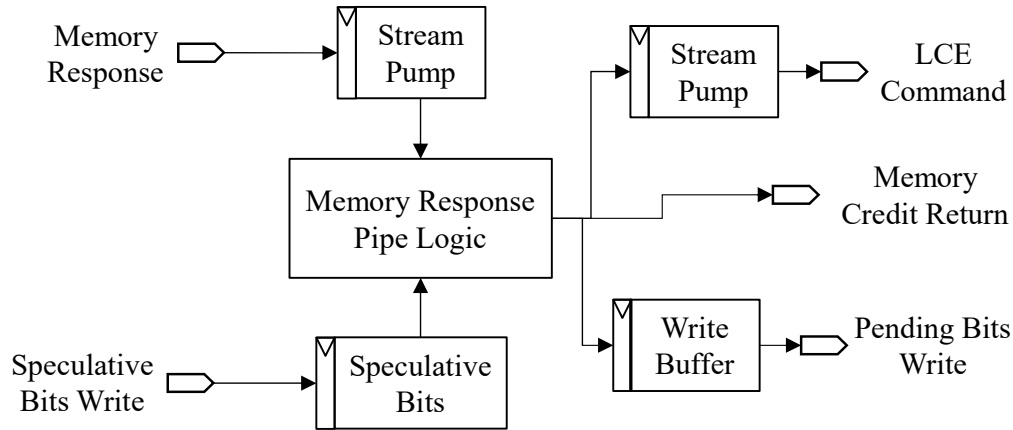 Memory
Response
Stream
Pump
Stream
Pump
LCE
Command
Memory Response
Pipe Logic
Memory
Credit Return
Speculative
Bits Write
Speculative
Bits
Write
Buffer
Pending Bits
Write